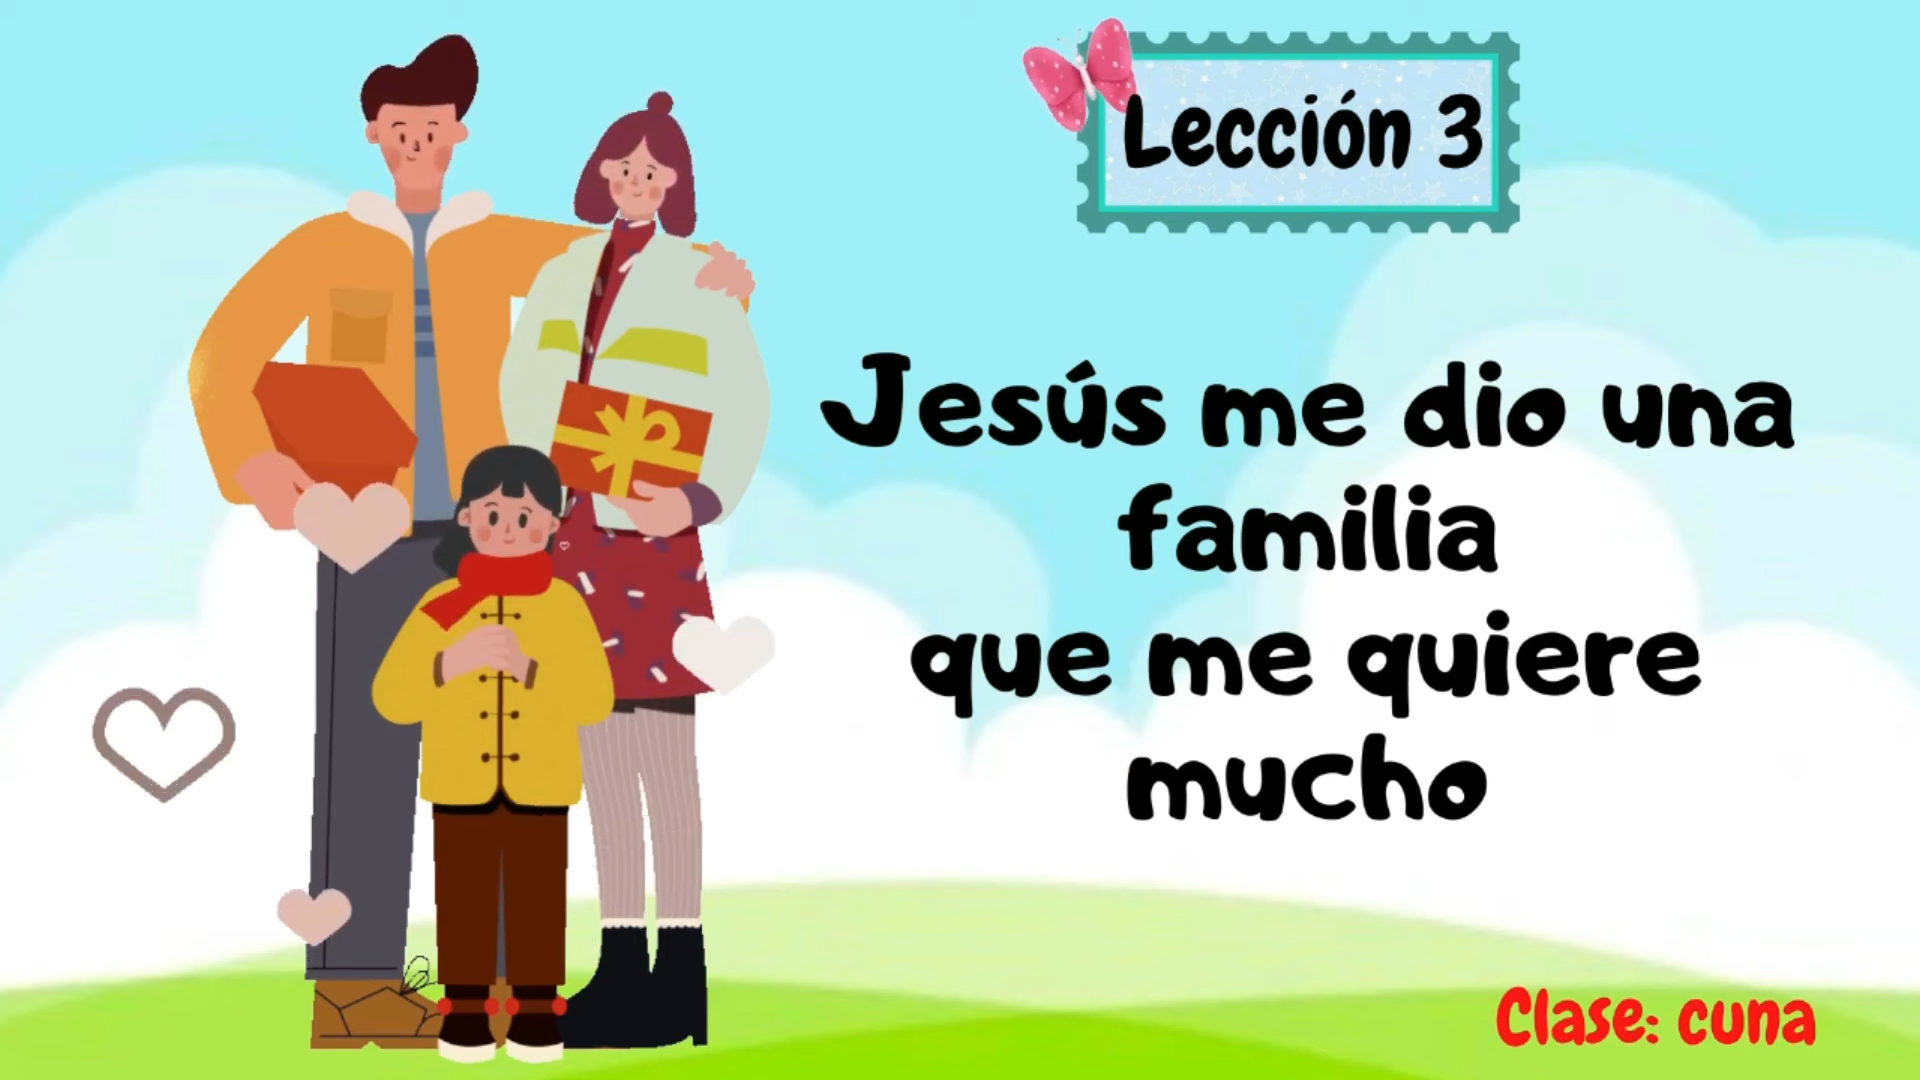 Lección 3
Jesús me dio una
familia
que me quiere
mucho
Clase: cuna